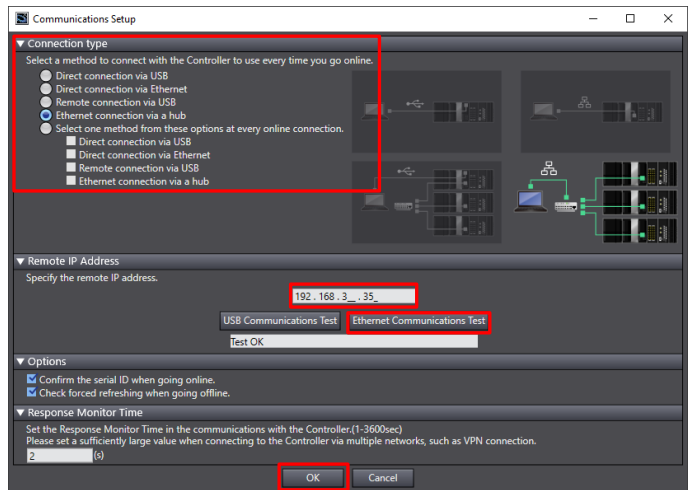 Communications Setup
▼ Connection type
Select a method to connect with the Controller to use every time you go online.
Direct connection via USB
Direct connection via Ethernet
Remote connection via USB
Ethernet connection via a hub
Select one method from these options at every online connection.
Direct connection via USB
Direct connection via Ethernet
Remote connection via USB
Ethernet connection via a hub
▼ Remote IP Address
Specify the remote IP address.
192 . 168 . 3__ . 35_
USB Communications Test Ethernet Communications Test
Test OK
▼ Options
Confirm the serial ID when going online.
Check forced refreshing when going offline.
▼ Response Monitor Time
Set the Response Monitor Time in the communications with the Controller.(1-3600sec)
Please set a sufficiently large value when connecting to the Controller via multiple networks, such as VPN connection.
2 (s)
OK Cancel